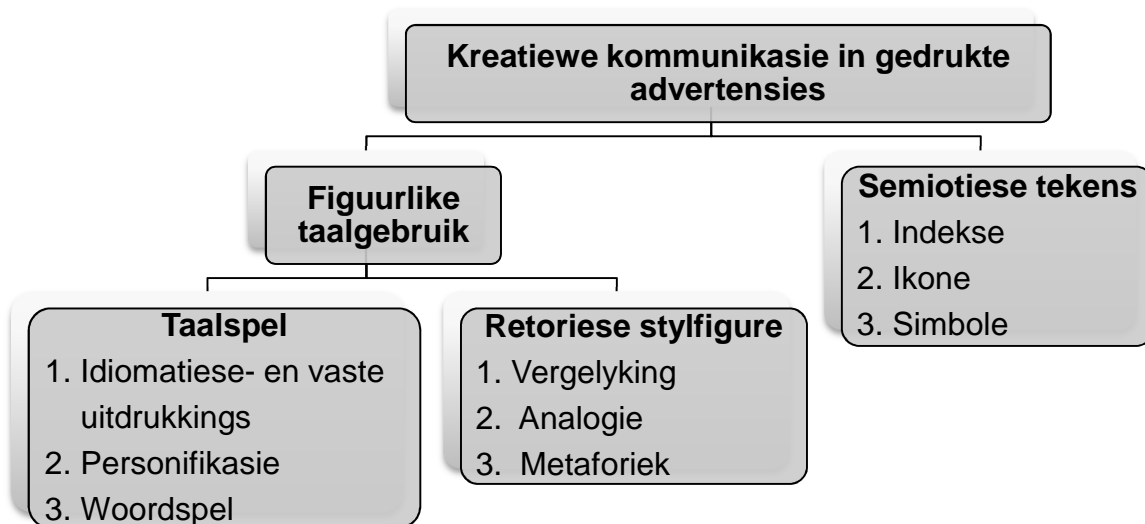 Kreatiewe kommunikasie in gedrukte
advertensies
Figuurlike
taalgebruik
Semiotiese tekens
1. Indekse
2. Ikone
3. Simbole
Taalspel
1. Idiomatiese- en vaste
uitdrukkings
2. Personifikasie
3. Woordspel
Retoriese stylfigure
1. Vergelyking
2. Analogie
3. Metaforiek